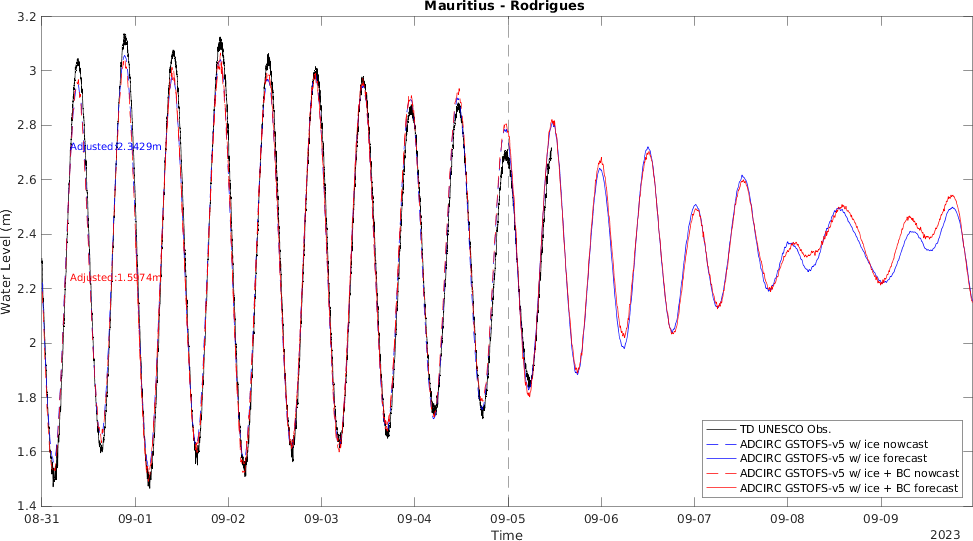 Mauritius - Rodrigues
3.2
3
2.8
2.6
2.4
2.2
2
1.8
1.6
1.4
Water Level (m)
Adjusted:2.3429m
Adjusted:1.5974m
TD UNESCO Obs.
ADCIRC GSTOFS-v5 w/ ice nowcast
ADCIRC GSTOFS-v5 w/ ice forecast
ADCIRC GSTOFS-v5 w/ ice + BC nowcast
ADCIRC GSTOFS-v5 w/ ice + BC forecast
08-31 09-01 09-02 09-03 09-04 09-05 09-06 09-07 09-08 09-09
Time
2023